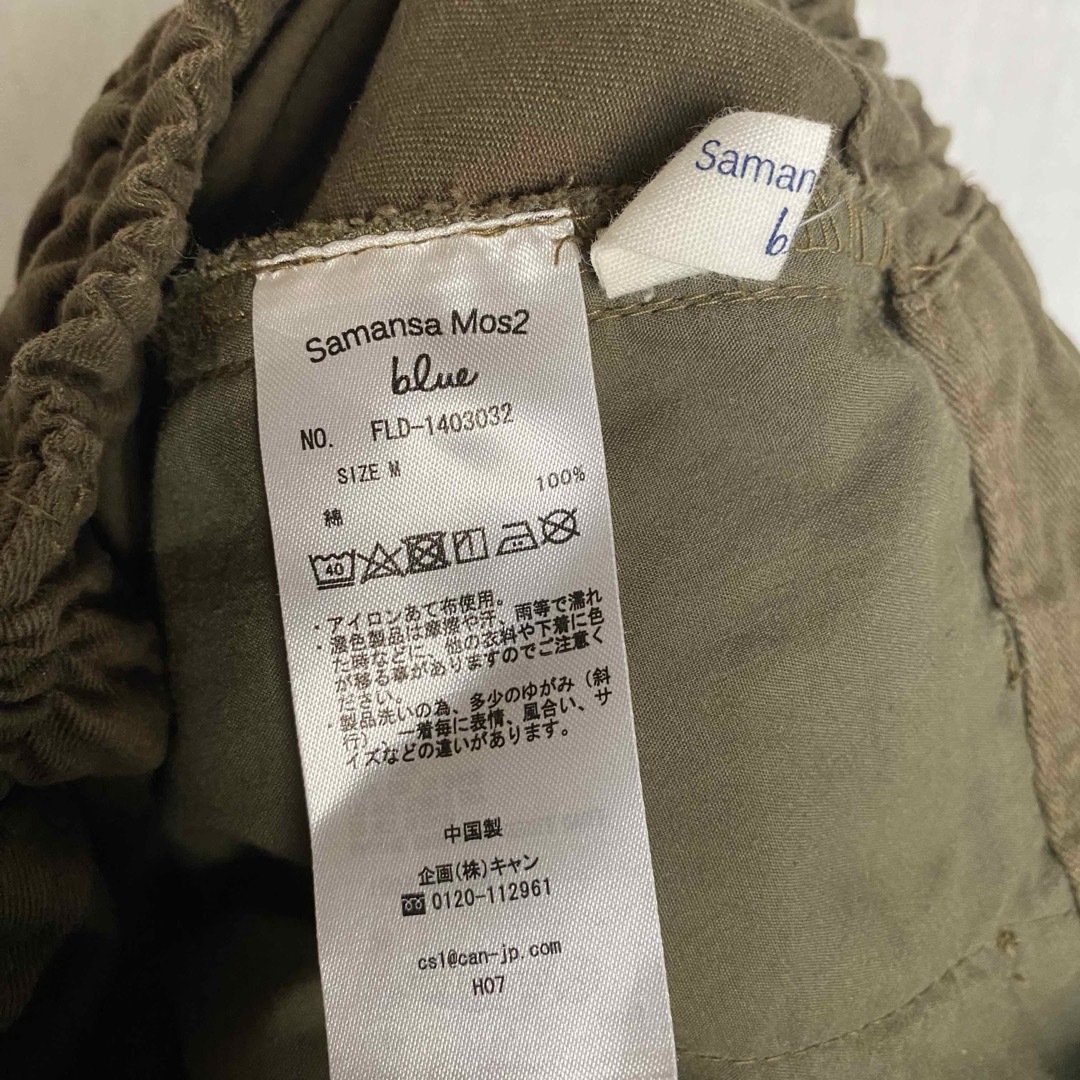 Saman
b
Samansa Mos2
blue
NO. FLD-1403032
SIZE M
綿 100%
40
・アイロンあて布使用。
・濃色製品は摩擦や汗、雨等で濡れ
た時などに、他の衣料や下着に色
が移る事がありますのでご注意く
ださい。
・製品洗いの為、多少のゆがみ（斜
行）、一着毎に表情、風合い、サ
イズなどの違いがあります。
中国製
企画(株)キャン
0120-112961
cs1@can-jp.com
H07